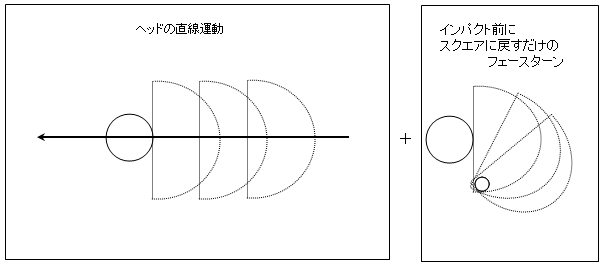 ヘッドの直線運動
+
インパクト前に
スクエアに戻すだけの
フェースターン